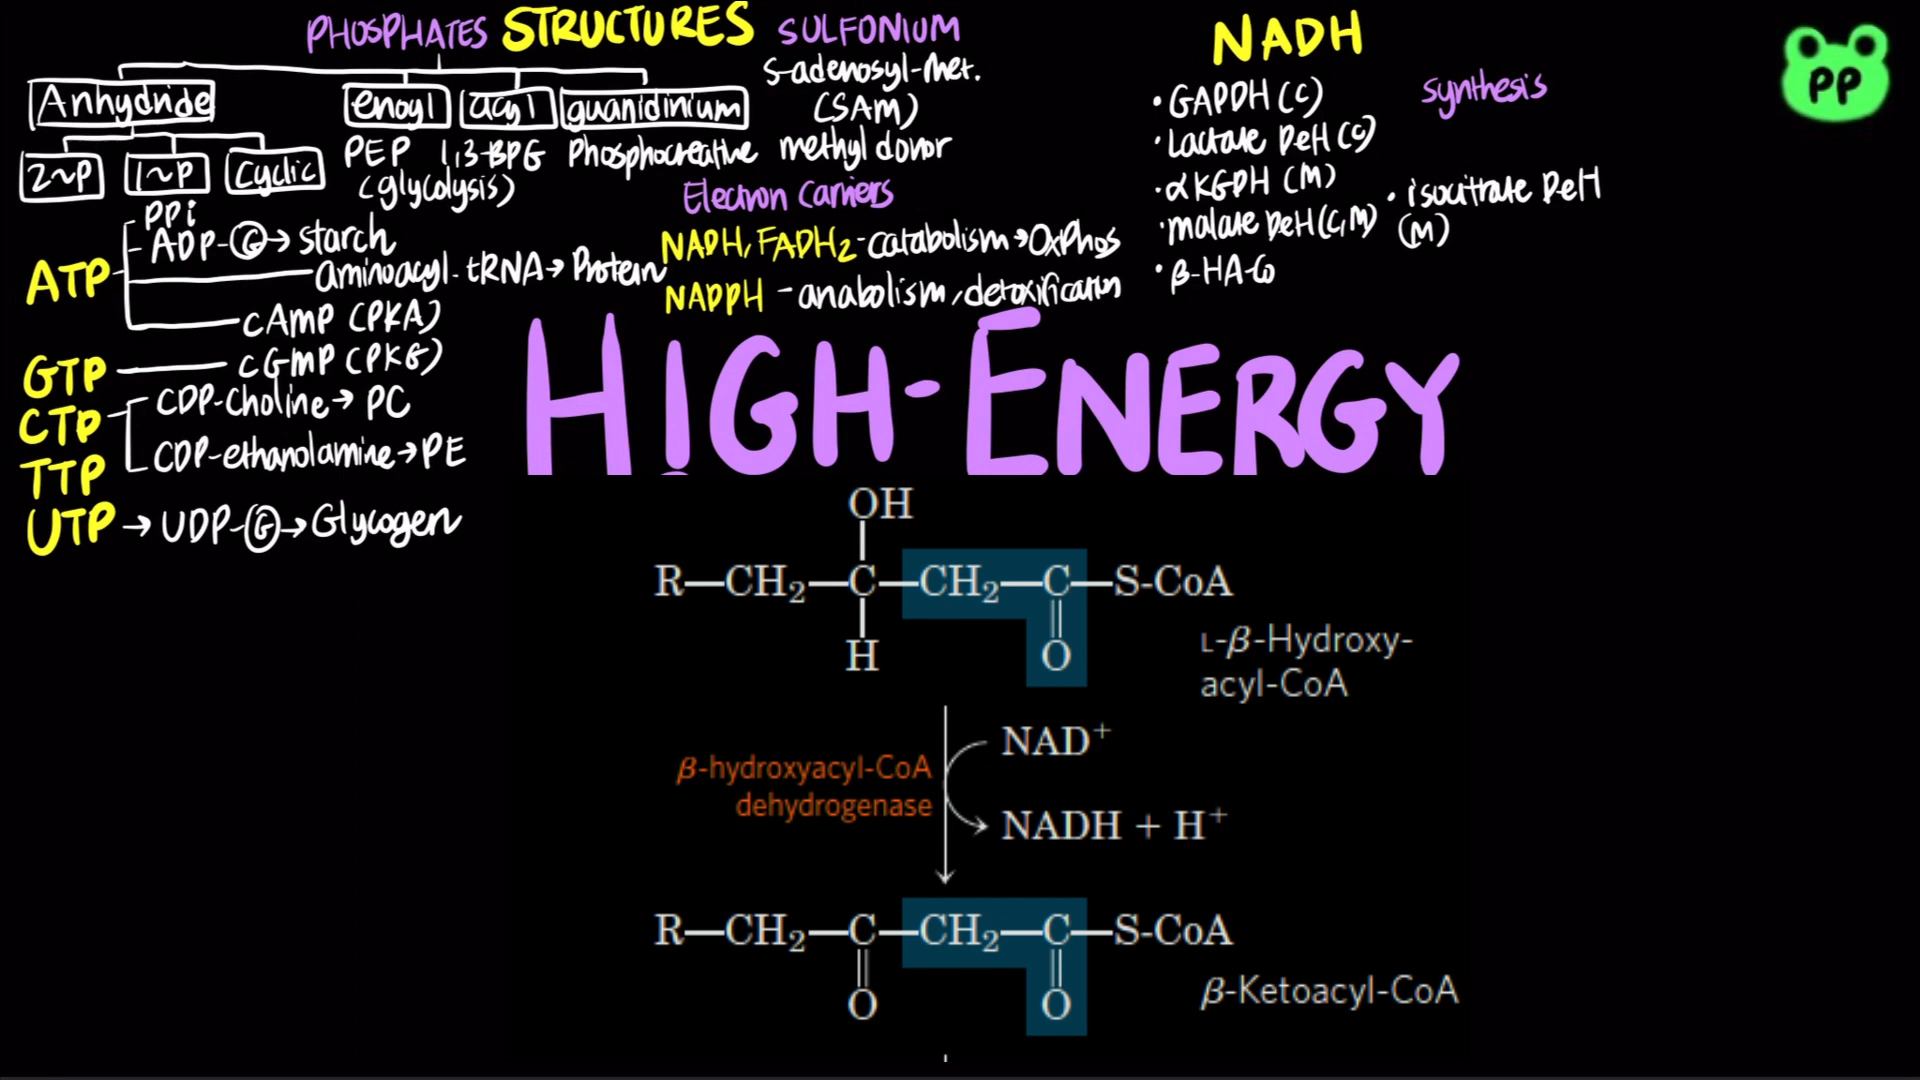 PHOSPHATES STRUCTURES SULFONIUM
Anhydride
enoyl
acyl
guanidinium
2~P
1~P
Cyclic
PEP
(glycolysis)
1,3-BPG
Phosphocreatine
S-adenosyl-Met.
(SAM)
methyl donor
ATP
PPi
ADP-G→ starch
aminoacyl-tRNA→ Protein
cAMP (PKA)
GTP
cGMP (PKG)
CTP
CDP-choline→ PC
CDP-ethanolamine→PE
TTP
UTP → UDP-G→ Glycogen
Electron Carriers
NADH, FADH2-catabolism→OxPhos
NADPH - anabolism, detoxification
NADH
Synthesis
• GAPDH (C)
• Lactate DeH (C)
• αKGDH (M)
• malate DeH (C,M)
• β-HA-Co
• isocitrate DeH
(M)
PP
HIGH-ENERGY
OH
R—CH2—C—CH2—C—S-CoA
H
O
L-β-Hydroxy-
acyl-CoA
β-hydroxyacyl-CoA
dehydrogenase
NAD+
NADH + H+
R—CH2—C—CH2—C—S-CoA
O
O
β-Ketoacyl-CoA